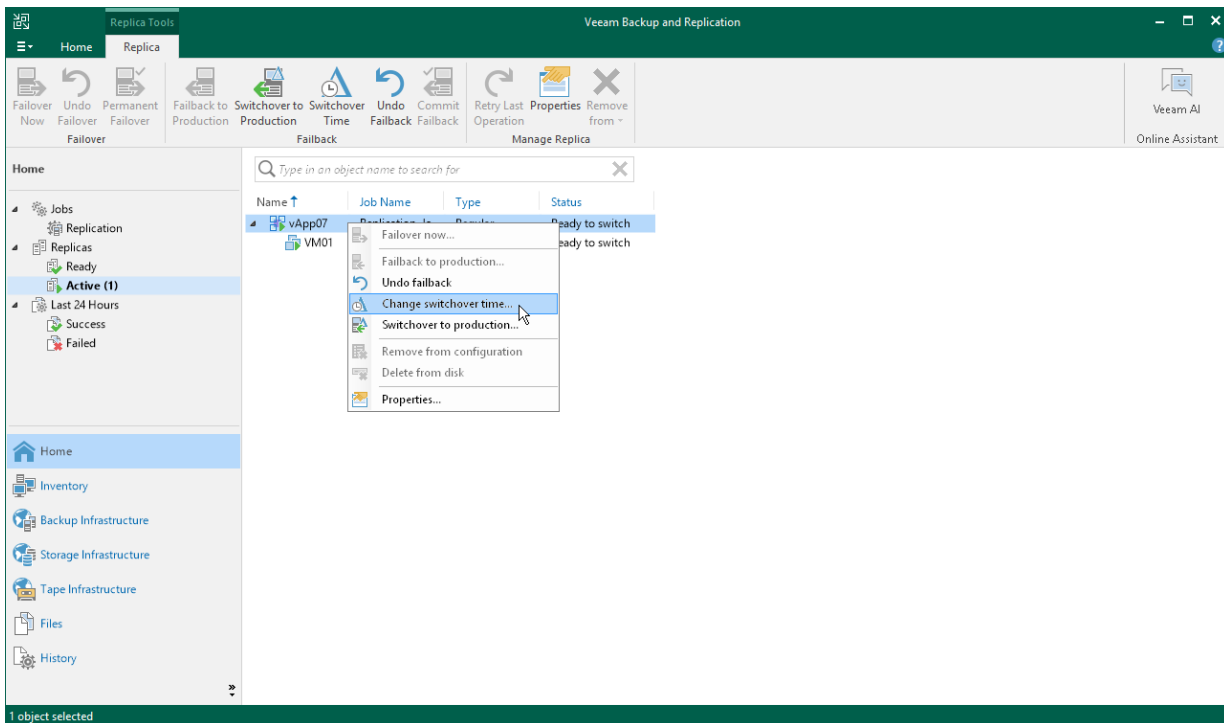 Replica Tools
Veeam Backup and Replication
Home Replica
Failover Now
Undo Failover
Permanent Failover
Failover
Failback to Production
Switchover to Production
Switchover Time
Undo Failback
Commit Failback
Failback
Retry Last Operation
Properties
Remove from
Manage Replica
Veeam AI
Online Assistant
Home
Jobs
Replication
Replicas
Ready
Active (1)
Last 24 Hours
Success
Failed
Type in an object name to search for
Name Job Name Type Status
vApp07 Ready to switch
VM01 eady to switch
Failover now...
Failback to production...
Undo failback
Change switchover time...
Switchover to production...
Remove from configuration
Delete from disk
Properties...
Home
Inventory
Backup Infrastructure
Storage Infrastructure
Tape Infrastructure
Files
History
1 object selected